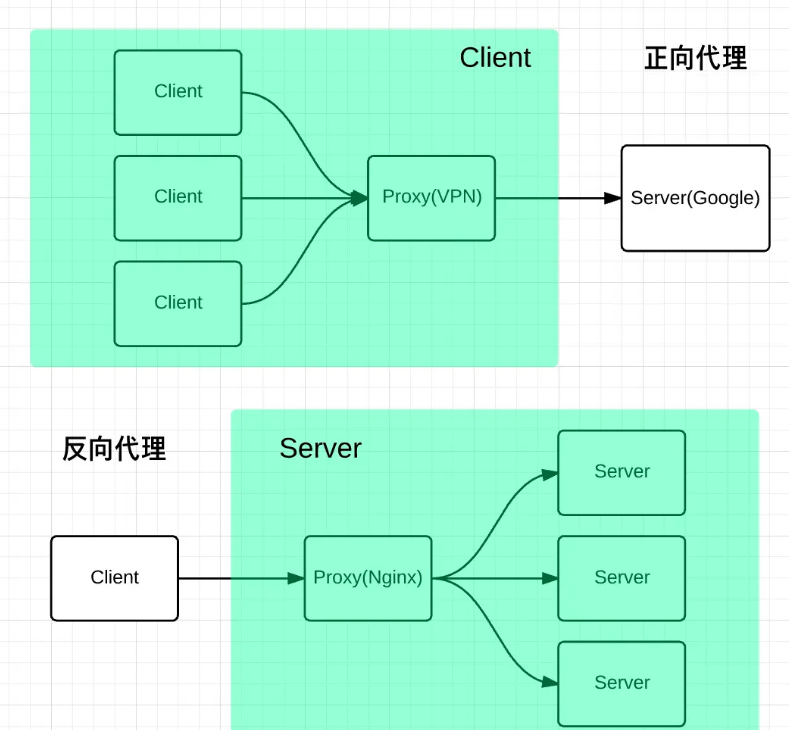 Client
正向代理
Client
Client
Proxy(VPN)
Server(Google)
Client
反向代理
Server
Server
Client
Proxy(Nginx)
Server
Server